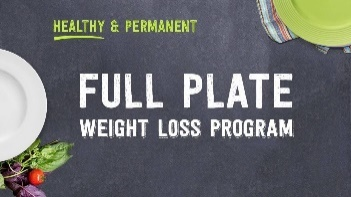 HEALTHY & PERMANENT
FULL PLATE
WEIGHT LOSS PROGRAM